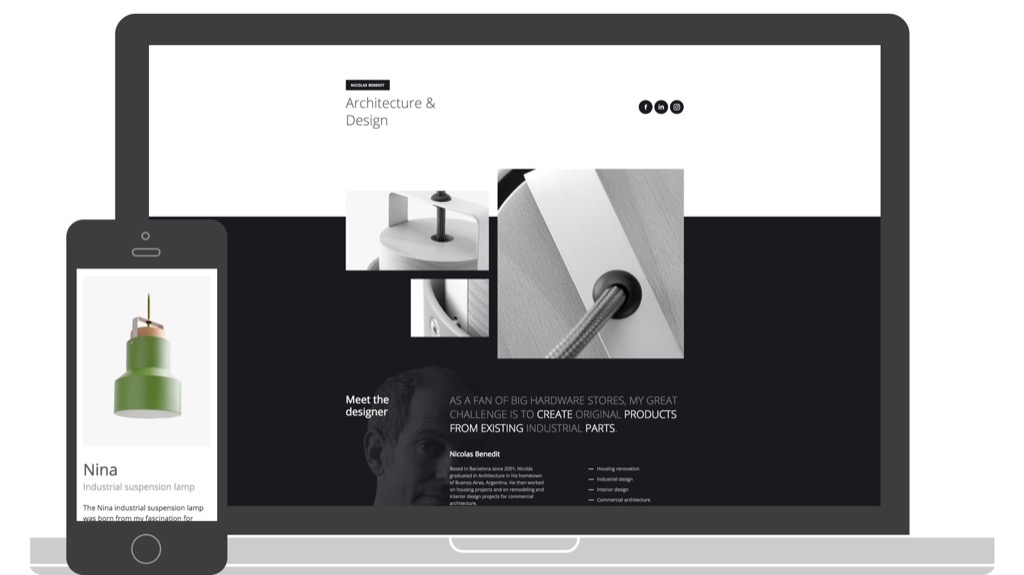 NICOLAS BENEDIT
Architecture &
Design
f
in
Meet the
designer
AS A FAN OF BIG HARDWARE STORES, MY GREAT
CHALLENGE IS TO CREATE ORIGINAL PRODUCTS
FROM EXISTING INDUSTRIAL PARTS.
Nicolas Benedit
Based in Barcelona since 2001, Nicolás
graduated in Architecture in his hometown
of Buenos Aires, Argentina. He then worked
on housing projects and on remodeling and
interior design projects for commercial
architecture.
— Housing renovation
— Industrial design
— Interior design
— Commercial architecture
Nina
Industrial suspension lamp
The Nina industrial suspension lamp
was born from my fascination for